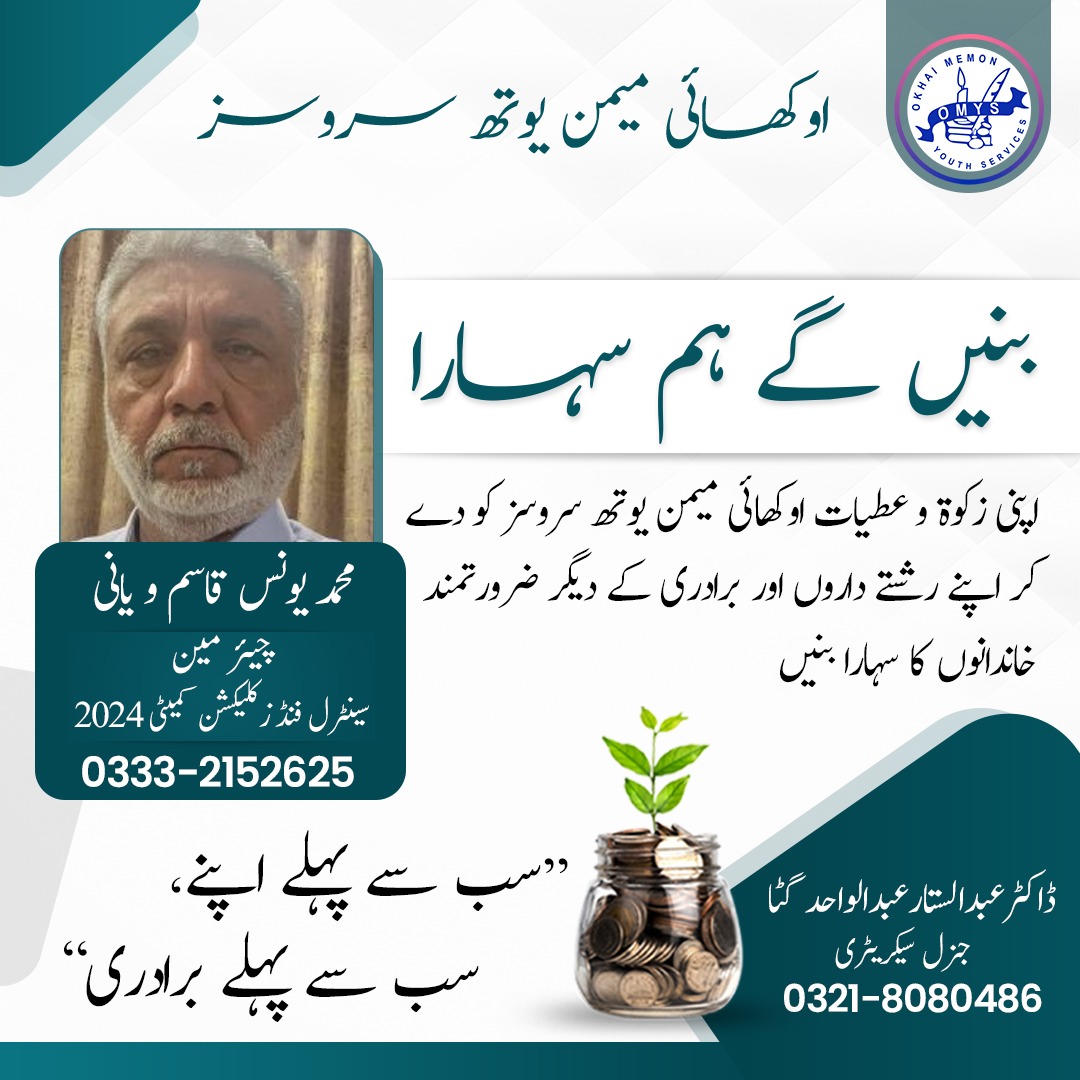 اوکھائی میمن یوتھ سروسز
OKHAI MEMON
OMYS
YOUTH SERVICES
بنیں گے ہم سہارا
اپنی زکوۃ و عطیات اوکھائی میمن یوتھ سروسز کو دے
کر اپنے رشتے داروں اور برادری کے دیگر ضرورتمند
خاندانوں کا سہارا بنیں
محمد یونس قاسم ویانی
چیئر مین
سینٹرل فنڈز کلیکشن کمیٹی 2024
0333-2152625
”سب سے پہلے اپنے،
سب سے پہلے برادری“
ڈاکٹر عبدالستار عبدالواحد گٹا
جنرل سیکریٹری
0321-8080486